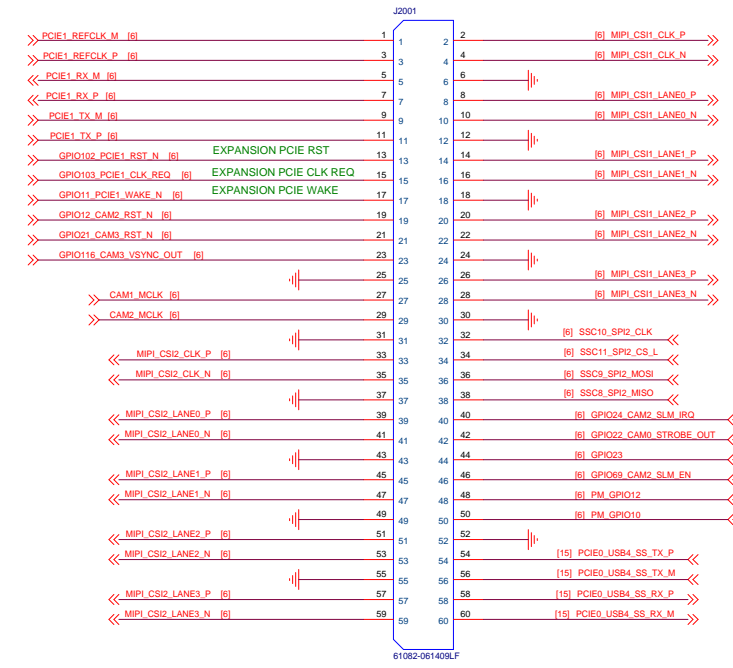 J2001
PCIE1_REFCLK_M [6] 1 1 2 2 [6] MIPI_CSI1_CLK_P
PCIE1_REFCLK_P [6] 3 3 4 4 [6] MIPI_CSI1_CLK_N
PCIE1_RX_M [6] 5 5 6 6
PCIE1_RX_P [6] 7 7 8 8 [6] MIPI_CSI1_LANE0_P
PCIE1_TX_M [6] 9 9 10 10 [6] MIPI_CSI1_LANE0_N
PCIE1_TX_P [6] 11 11 12 12
GPIO102_PCIE1_RST_N [6] EXPANSION PCIE RST 13 13 14 14 [6] MIPI_CSI1_LANE1_P
GPIO103_PCIE1_CLK_REQ [6] EXPANSION PCIE CLK REQ 15 15 16 16 [6] MIPI_CSI1_LANE1_N
GPIO11_PCIE1_WAKE_N [6] EXPANSION PCIE WAKE 17 17 18 18
GPIO12_CAM2_RST_N [6] 19 19 20 20 [6] MIPI_CSI1_LANE2_P
GPIO21_CAM3_RST_N [6] 21 21 22 22 [6] MIPI_CSI1_LANE2_N
GPIO116_CAM3_VSYNC_OUT [6] 23 23 24 24
25 25 26 26 [6] MIPI_CSI1_LANE3_P
CAM1_MCLK [6] 27 27 28 28 [6] MIPI_CSI1_LANE3_N
CAM2_MCLK [6] 29 29 30 30
31 31 32 32 [6] SSC10_SPI2_CLK
MIPI_CSI2_CLK_P [6] 33 33 34 34 [6] SSC11_SPI2_CS_L
MIPI_CSI2_CLK_N [6] 35 35 36 36 [6] SSC9_SPI2_MOSI
37 37 38 38 [6] SSC8_SPI2_MISO
MIPI_CSI2_LANE0_P [6] 39 39 40 40 [6] GPIO24_CAM2_SLM_IRQ
MIPI_CSI2_LANE0_N [6] 41 41 42 42 [6] GPIO22_CAM0_STROBE_OUT
43 43 44 44 [6] GPIO23
MIPI_CSI2_LANE1_P [6] 45 45 46 46 [6] GPIO69_CAM2_SLM_EN
MIPI_CSI2_LANE1_N [6] 47 47 48 48 [6] PM_GPIO12
49 49 50 50 [6] PM_GPIO10
MIPI_CSI2_LANE2_P [6] 51 51 52 52
MIPI_CSI2_LANE2_N [6] 53 53 54 54 [15] PCIE0_USB4_SS_TX_P
55 55 56 56 [15] PCIE0_USB4_SS_TX_M
MIPI_CSI2_LANE3_P [6] 57 57 58 58 [15] PCIE0_USB4_SS_RX_P
MIPI_CSI2_LANE3_N [6] 59 59 60 60 [15] PCIE0_USB4_SS_RX_M
61082-061409LF